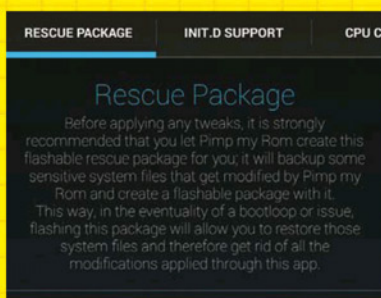 RESCUE PACKAGE INIT.D SUPPORT CPU C
Rescue Package
Before applying any tweaks, it is strongly
recommended that you let Pimp my Rom create this
flashable rescue package for you; it will backup some
sensitive system files that get modified by Pimp my
Rom and create a flashable package with it.
This way, in the eventuality of a bootloop or issue,
flashing this package will allow you to restore those
system files and therefore get rid of all the
modifications applied through this app.